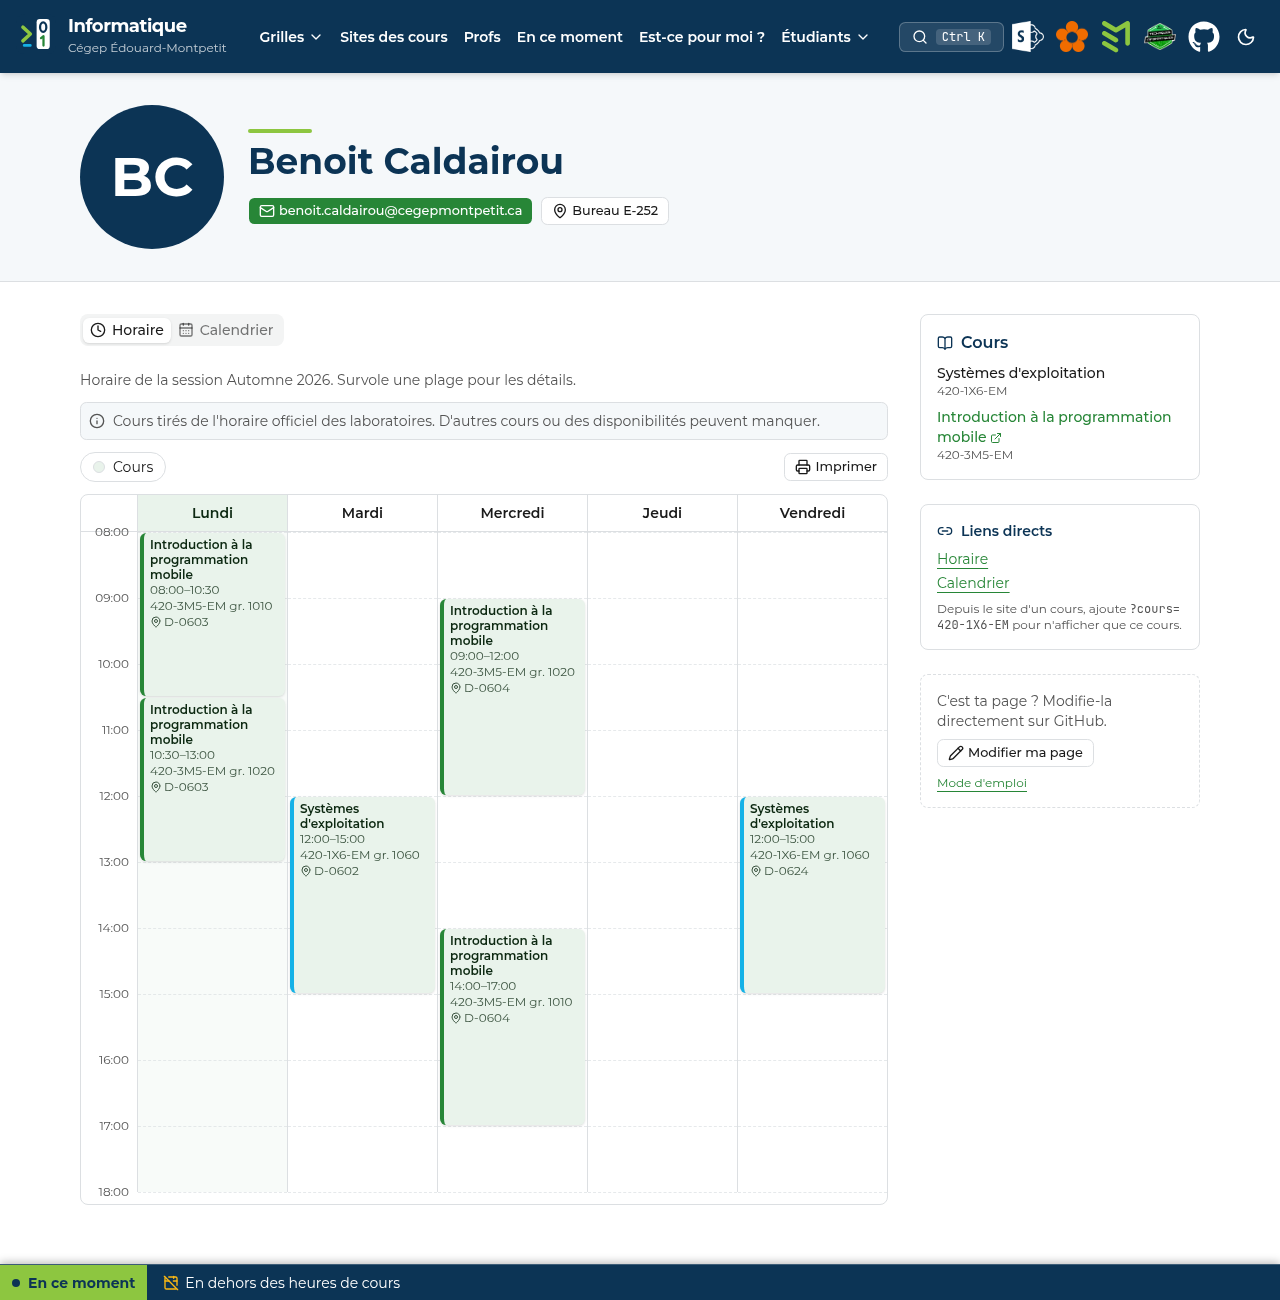 Informatique
Cégep Édouard-Montpetit
Grilles Sites des cours Profs En ce moment Est-ce pour moi ? Étudiants Ctrl K
BC
Benoit Caldairou
benoit.caldairou@cegepmontpetit.ca Bureau E-252
Horaire Calendrier
Horaire de la session Automne 2026. Survole une plage pour les détails.
Cours tirés de l'horaire officiel des laboratoires. D'autres cours ou des disponibilités peuvent manquer.
Cours Imprimer
Lundi Mardi Mercredi Jeudi Vendredi
08:00
09:00
10:00
11:00
12:00
13:00
14:00
15:00
16:00
17:00
18:00
Introduction à la
programmation
mobile
08:00–10:30
420-3M5-EM gr. 1010
D-0603
Introduction à la
programmation
mobile
10:30–13:00
420-3M5-EM gr. 1020
D-0603
Systèmes
d'exploitation
12:00–15:00
420-1X6-EM gr. 1060
D-0602
Introduction à la
programmation
mobile
09:00–12:00
420-3M5-EM gr. 1020
D-0604
Introduction à la
programmation
mobile
14:00–17:00
420-3M5-EM gr. 1010
D-0604
Systèmes
d'exploitation
12:00–15:00
420-1X6-EM gr. 1060
D-0624
Cours
Systèmes d'exploitation
420-1X6-EM
Introduction à la programmation
mobile
420-3M5-EM
Liens directs
Horaire
Calendrier
Depuis le site d'un cours, ajoute ?cours=
420-1X6-EM pour n'afficher que ce cours.
C'est ta page ? Modifie-la
directement sur GitHub.
Modifier ma page
Mode d'emploi
En ce moment En dehors des heures de cours